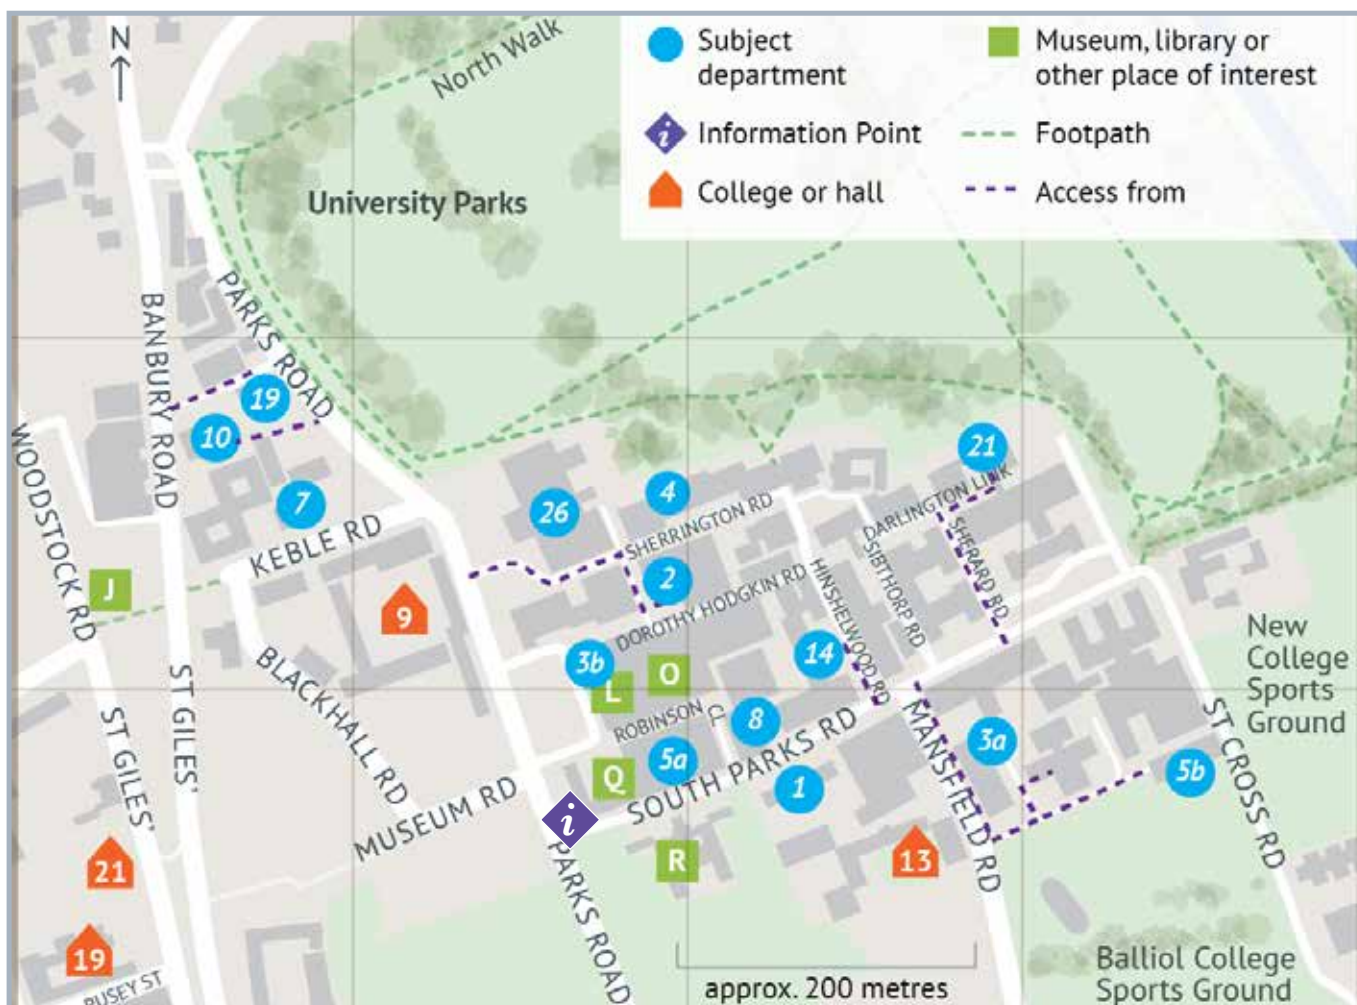 N
North Walk
Subject
department
Museum, library or
other place of interest
i
Information Point
Footpath
College or hall
Access from
University Parks
PARKS ROAD
BANBURY ROAD
WOODSTOCK RD
19
10
7
KEBLE RD
26
4
21
SHERRINGTON RD
DARLINGTON LINK
SHERARD RD
SIBTHORP RD
HINSHELWOOD RD
2
DOROTHY HODGKIN RD
J
9
3b
L
O
14
New
College
Sports
Ground
BLACKHALL RD
ST GILES'
ST GILES'
ROBINSON CL
8
5a
Q
SOUTH PARKS RD
1
MANSFIELD RD
3a
5b
ST CROSS RD
MUSEUM RD
i
PARKS ROAD
R
13
21
19
BUSEY ST
approx. 200 metres
Balliol College
Sports Ground